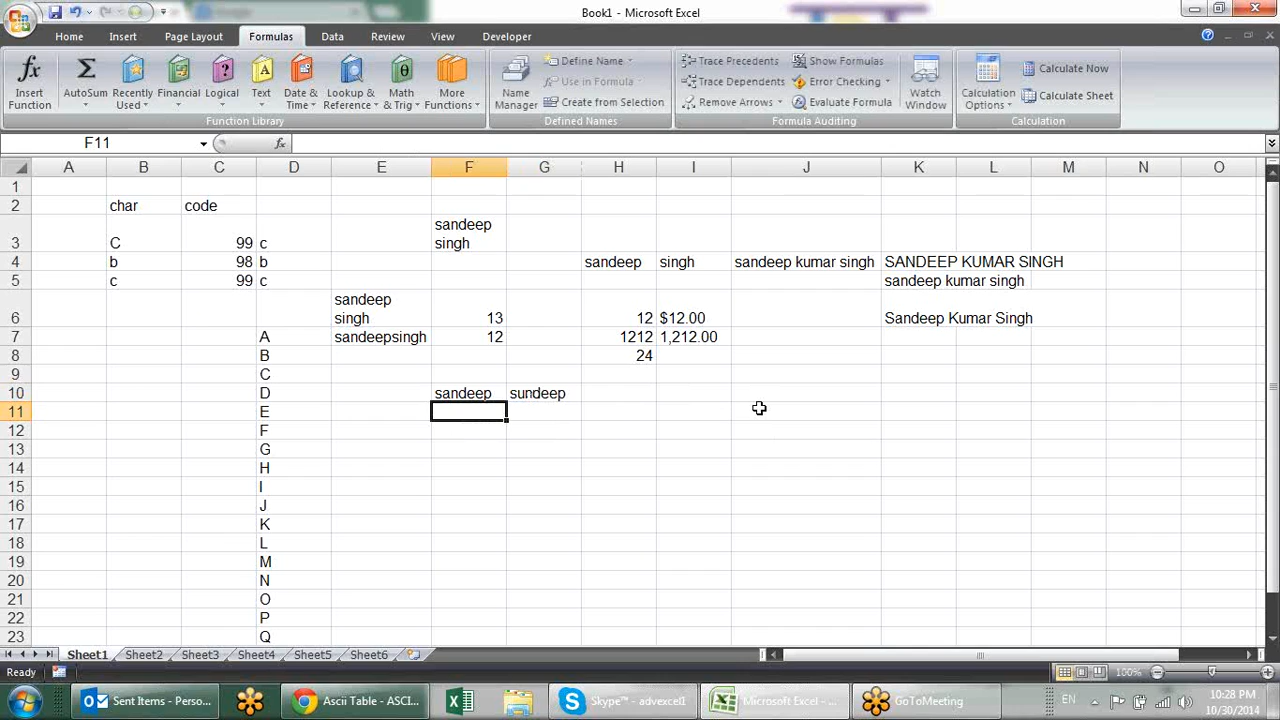 Book1 - Microsoft Excel
Home Insert Page Layout Formulas Data Review View Developer
Insert Function
AutoSum
Recently Used
Financial
Logical
Text
Date & Time
Lookup & Reference
Math & Trig
More Functions
Function Library
Name Manager
Define Name
Use in Formula
Create from Selection
Defined Names
Trace Precedents
Trace Dependents
Remove Arrows
Show Formulas
Error Checking
Evaluate Formula
Formula Auditing
Watch Window
Calculation Options
Calculate Now
Calculate Sheet
Calculation
F11 fx
A B C D E F G H I J K L M N O
1
2 char code
sandeep
3 C 99 c singh
4 b 98 b sandeep singh sandeep kumar singh SANDEEP KUMAR SINGH
5 c 99 c sandeep kumar singh
sandeep
6 singh 13 12 $12.00 Sandeep Kumar Singh
7 A sandeepsingh 12 1212 1,212.00
8 B 24
9 C
10 D sandeep sundeep
11 E
12 F
13 G
14 H
15 I
16 J
17 K
18 L
19 M
20 N
21 O
22 P
23 Q
Sheet1 Sheet2 Sheet3 Sheet4 Sheet5 Sheet6
Ready 100%
Sent Items - Perso... Ascii Table - ASCI... Skype™ - advexcel1 Microsoft Excel - ... GoToMeeting EN 10:28 PM
10/30/2014